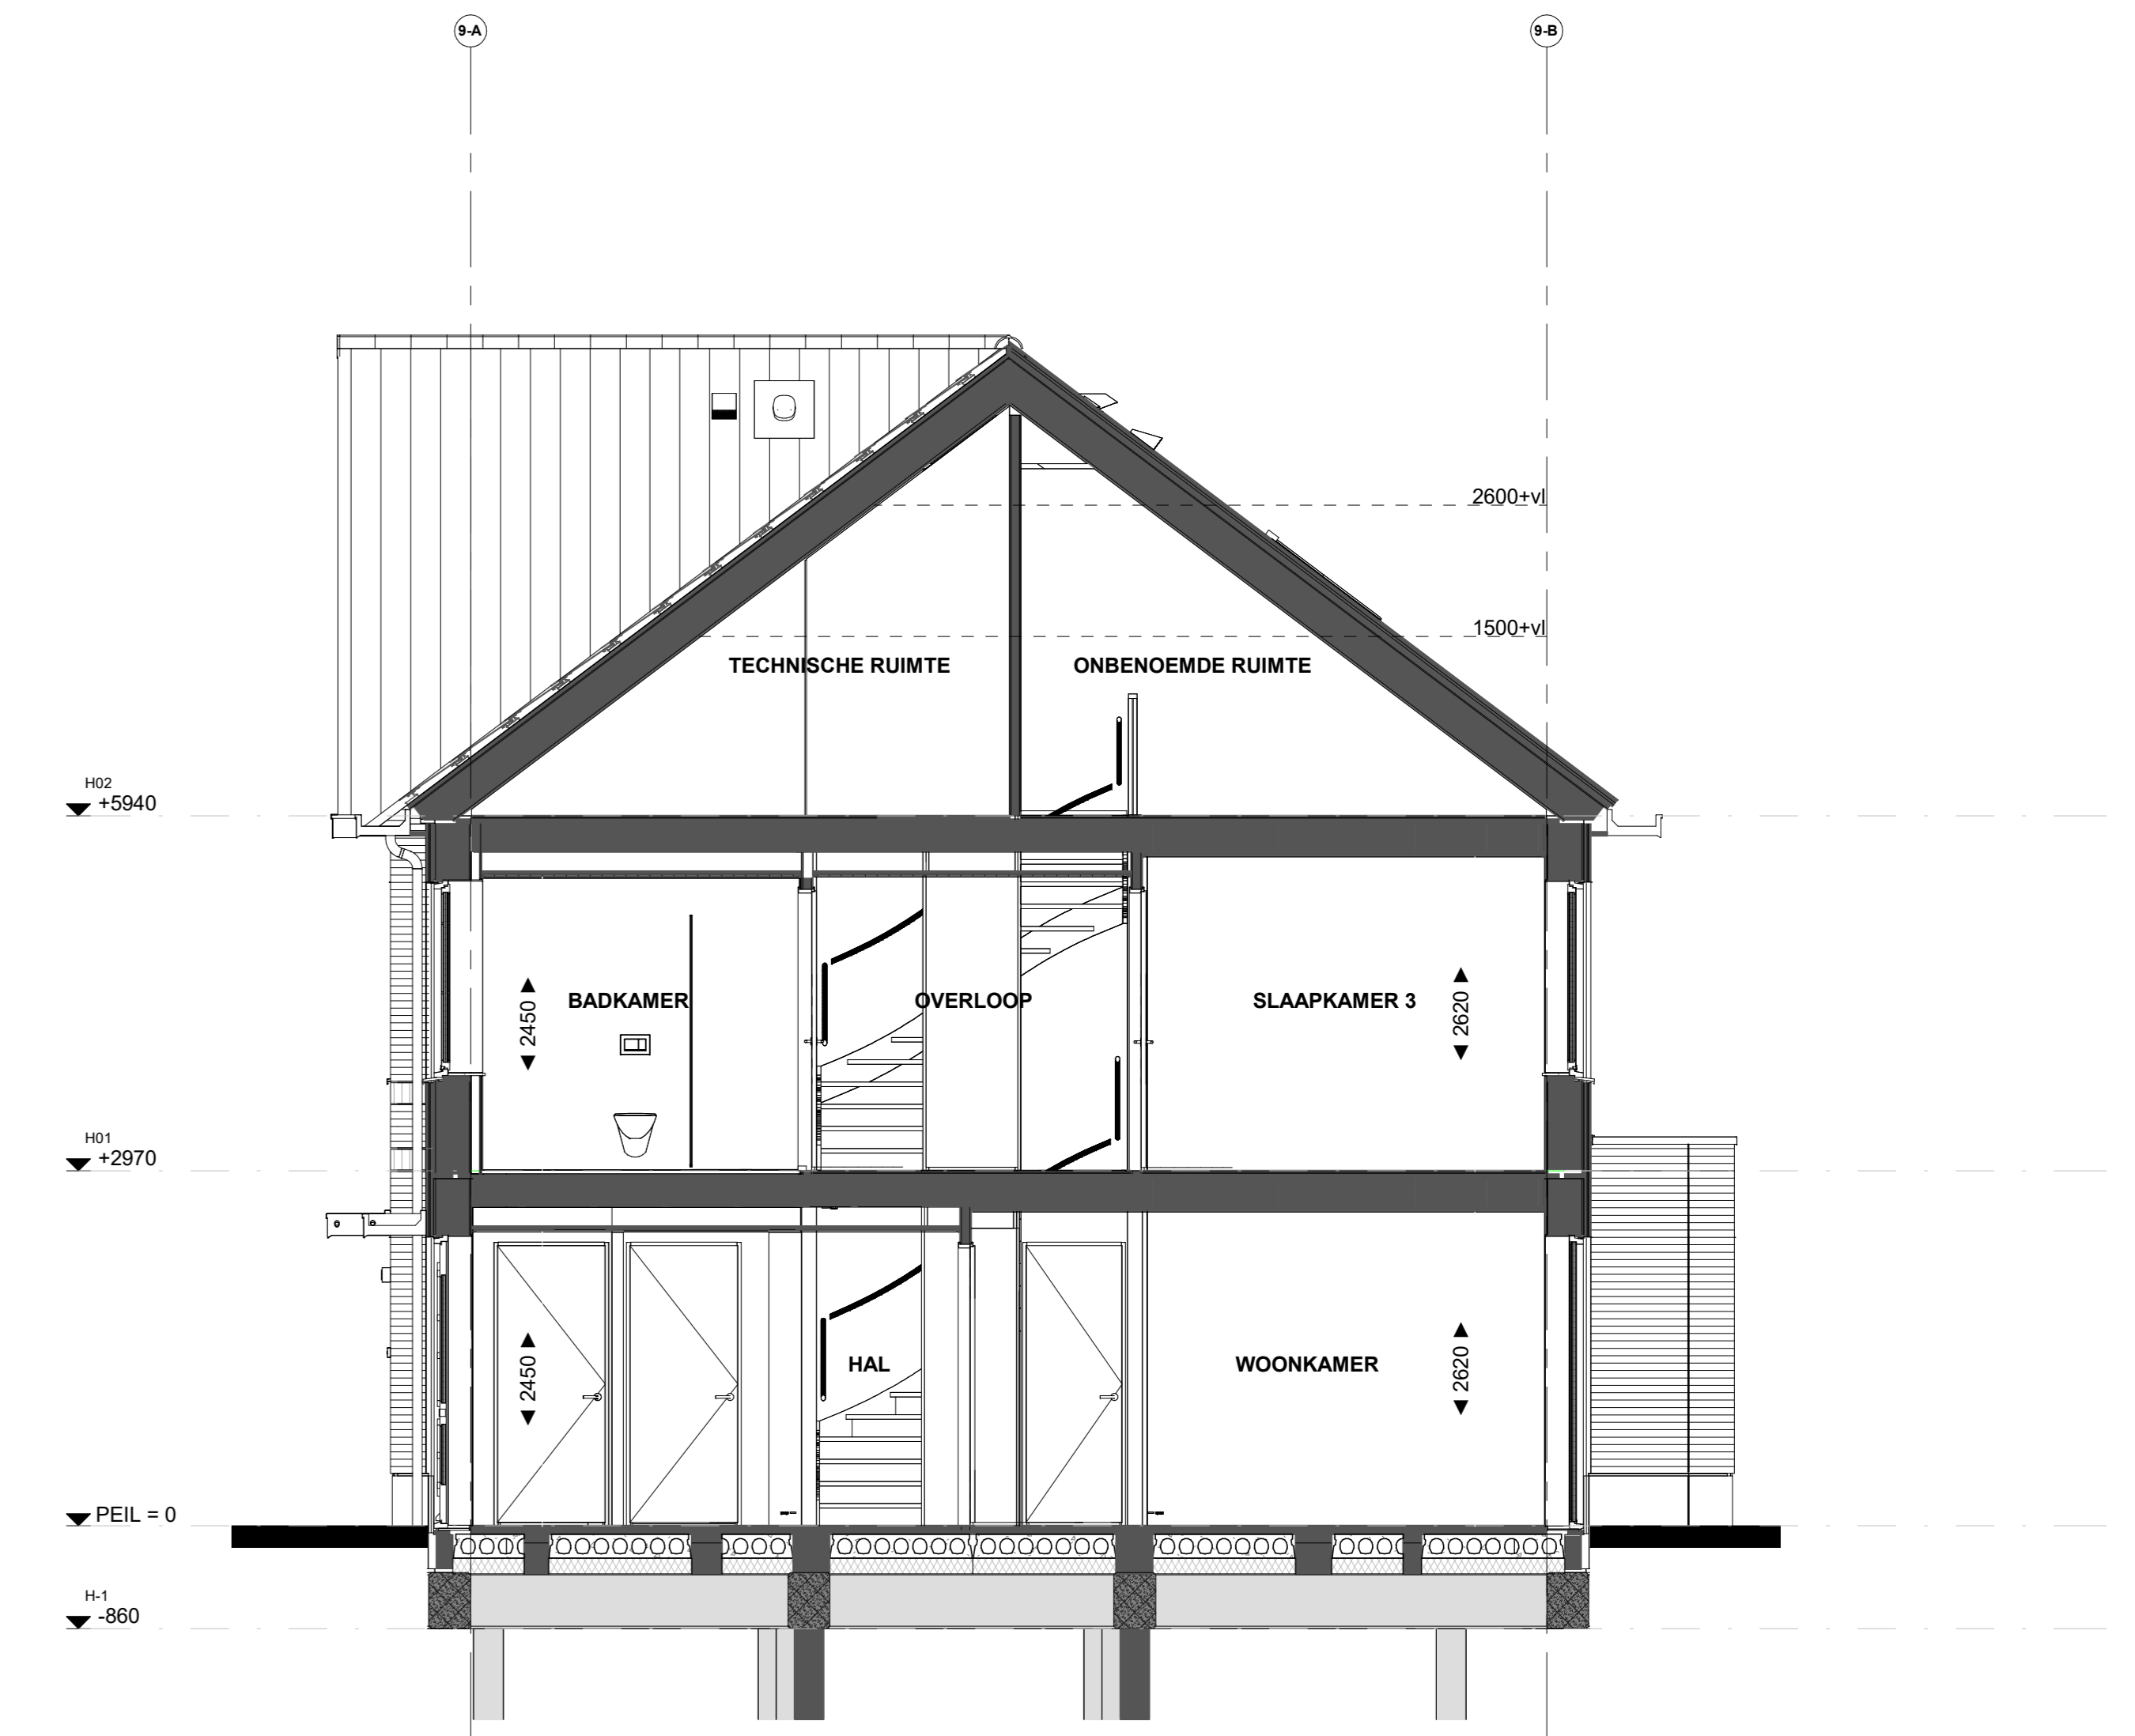 9-A
9-B
2600+vl
1500+vl
TECHNISCHE RUIMTE
ONBENOEMDE RUIMTE
H02
+5940
2450
BADKAMER
OVERLOOP
SLAAPKAMER 3
2620
H01
+2970
2450
HAL
WOONKAMER
2620
PEIL = 0
H-1
-860